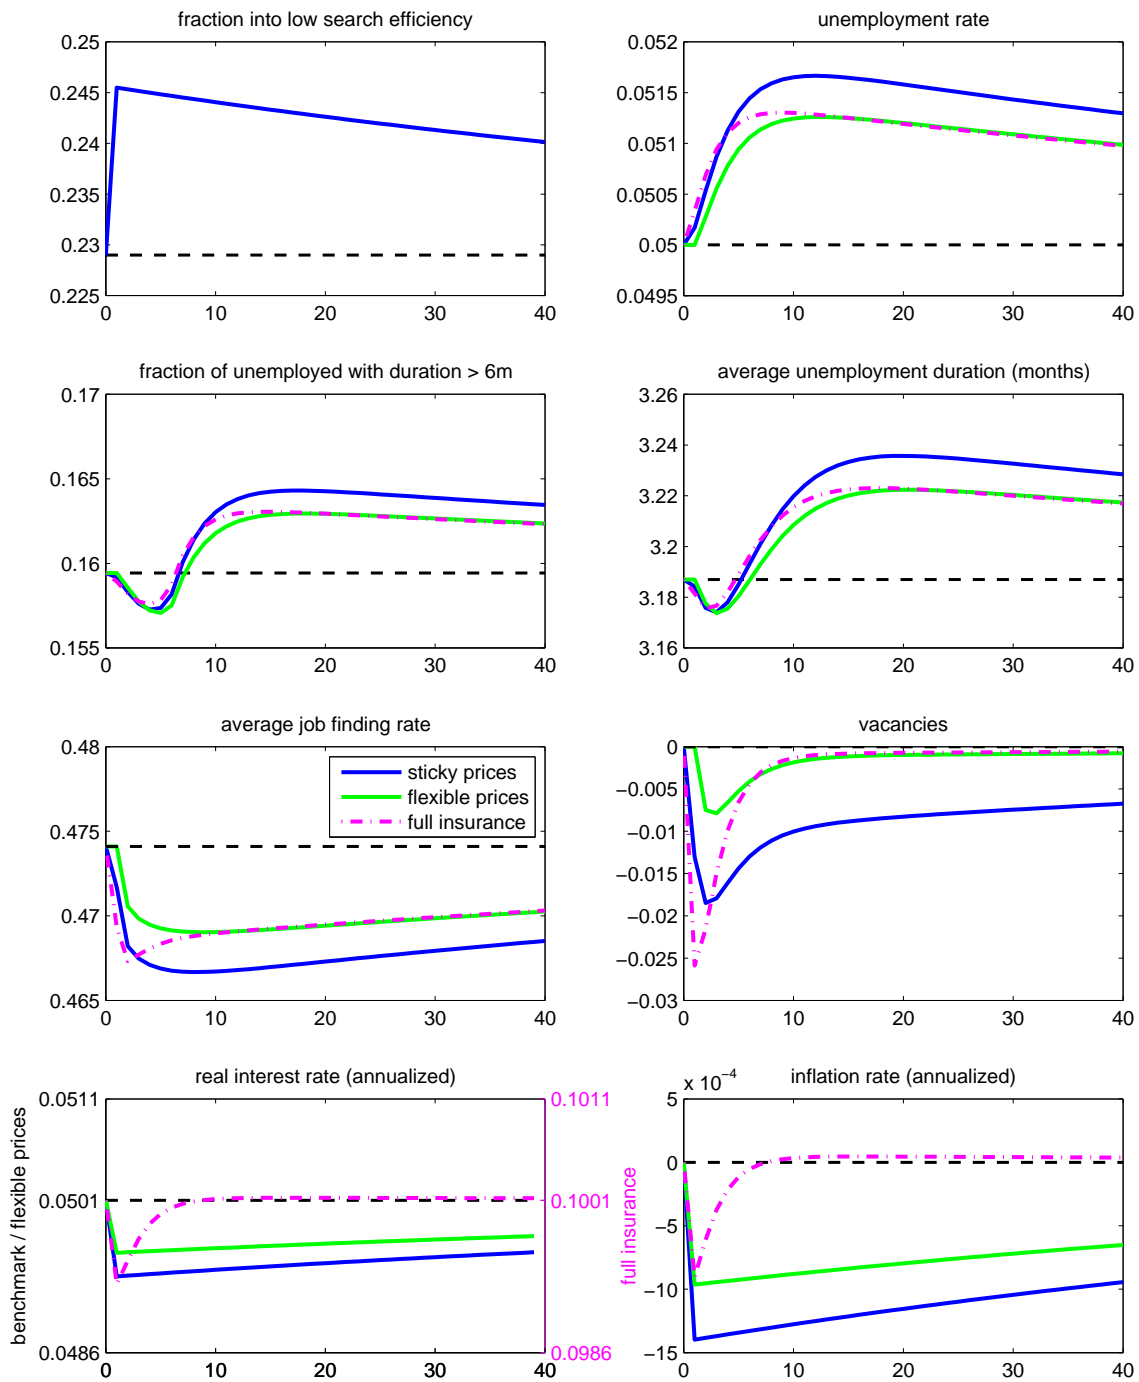 fraction into low search efficiency
0.25
0.245
0.24
0.235
0.23
0.225
0 10 20 30 40
unemployment rate
0.052
0.0515
0.051
0.0505
0.05
0.0495
0 10 20 30 40
fraction of unemployed with duration > 6m
0.17
0.165
0.16
0.155
0 10 20 30 40
average unemployment duration (months)
3.26
3.24
3.22
3.2
3.18
3.16
0 10 20 30 40
average job finding rate
0.48
0.475
0.47
0.465
0 10 20 30 40
sticky prices
flexible prices
full insurance
vacancies
0
−0.005
−0.01
−0.015
−0.02
−0.025
−0.03
0 10 20 30 40
real interest rate (annualized)
benchmark / flexible prices
0.0511
0.0501
0.0486
0 10 20 30 40
0.1011
0.1001
0.0986
full insurance
inflation rate (annualized)
x 10⁻⁴
5
0
−5
−10
−15
0 10 20 30 40